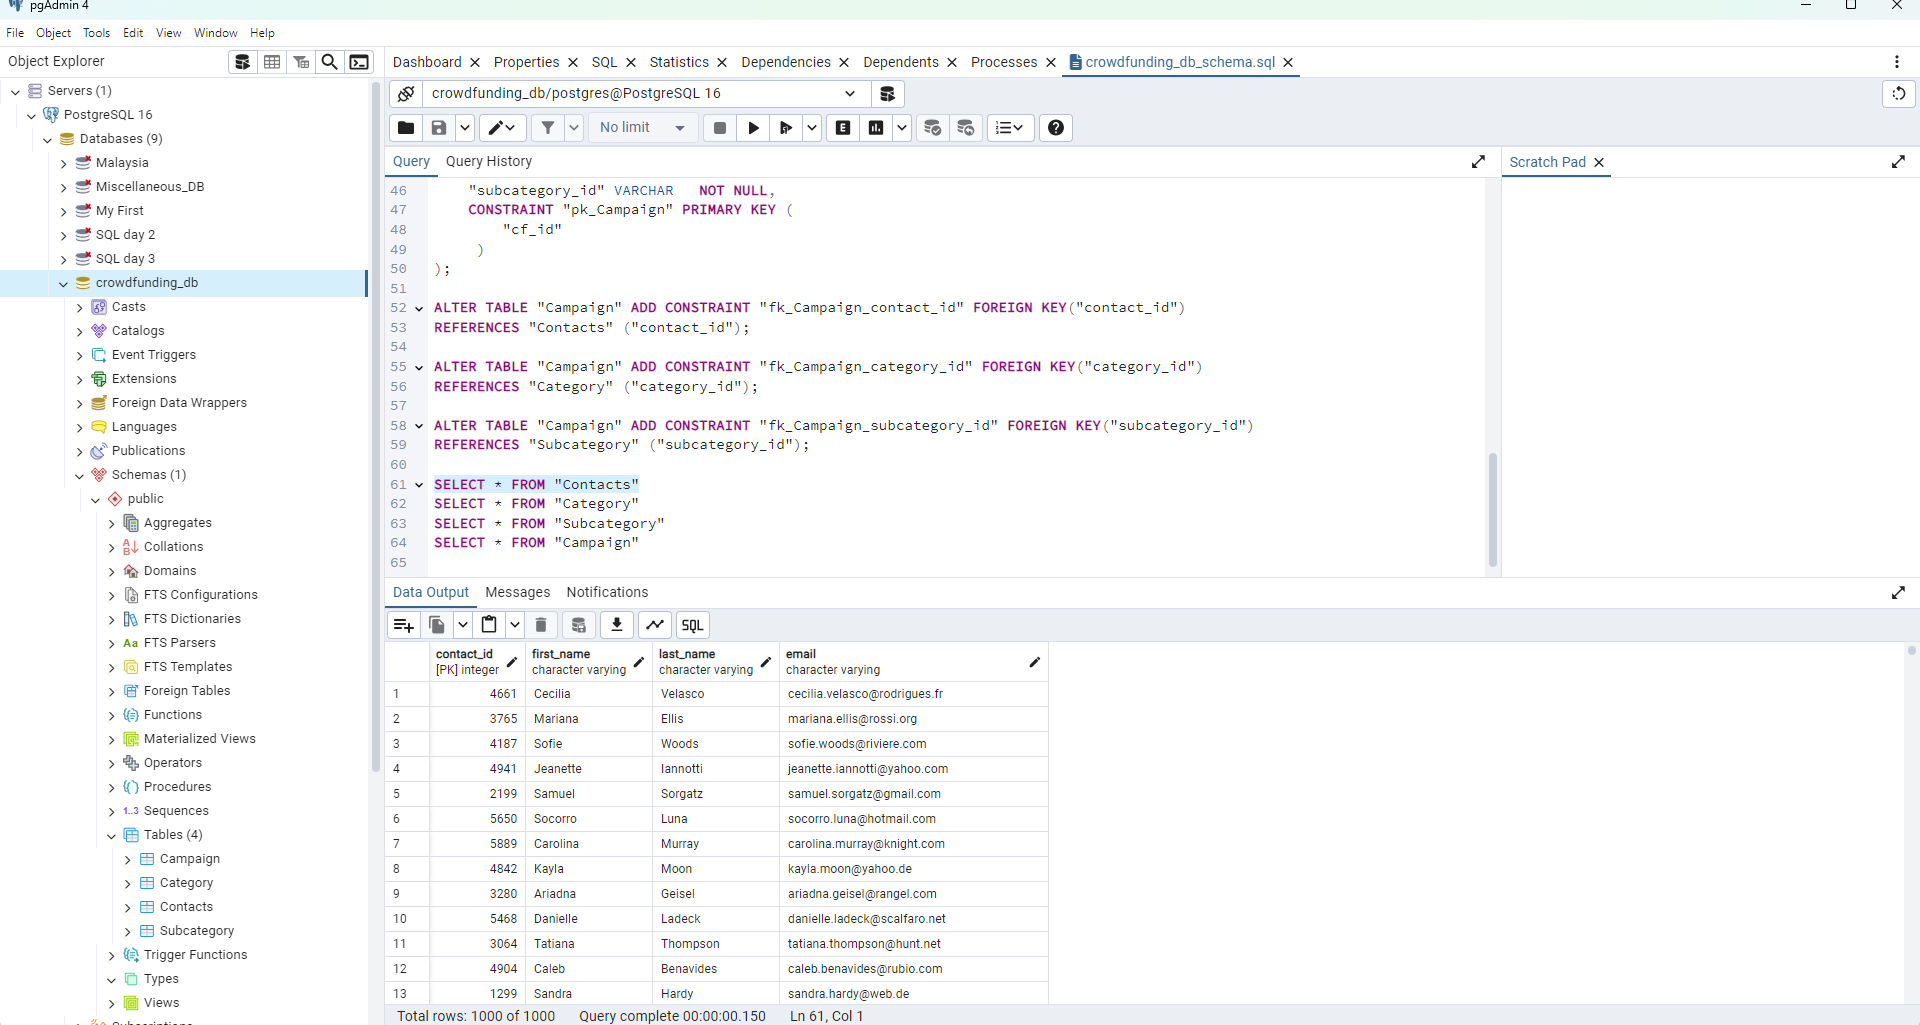 pgAdmin 4
File Object Tools Edit View Window Help
Object Explorer
Servers (1)
PostgreSQL 16
Databases (9)
Malaysia
Miscellaneous_DB
My First
SQL day 2
SQL day 3
crowdfunding_db
Casts
Catalogs
Event Triggers
Extensions
Foreign Data Wrappers
Languages
Publications
Schemas (1)
public
Aggregates
Collations
Domains
FTS Configurations
FTS Dictionaries
Aa FTS Parsers
FTS Templates
Foreign Tables
Functions
Materialized Views
Operators
Procedures
1..3 Sequences
Tables (4)
Campaign
Category
Contacts
Subcategory
Trigger Functions
Types
Views
Subscriptions
Dashboard Properties SQL Statistics Dependencies Dependents Processes crowdfunding_db_schema.sql
crowdfunding_db/postgres@PostgreSQL 16
No limit
Query Query History
Scratch Pad
46 "subcategory_id" VARCHAR NOT NULL,
47 CONSTRAINT "pk_Campaign" PRIMARY KEY (
48 "cf_id"
49 )
50 );
51
52 ALTER TABLE "Campaign" ADD CONSTRAINT "fk_Campaign_contact_id" FOREIGN KEY("contact_id")
53 REFERENCES "Contacts" ("contact_id");
54
55 ALTER TABLE "Campaign" ADD CONSTRAINT "fk_Campaign_category_id" FOREIGN KEY("category_id")
56 REFERENCES "Category" ("category_id");
57
58 ALTER TABLE "Campaign" ADD CONSTRAINT "fk_Campaign_subcategory_id" FOREIGN KEY("subcategory_id")
59 REFERENCES "Subcategory" ("subcategory_id");
60
61 SELECT * FROM "Contacts"
62 SELECT * FROM "Category"
63 SELECT * FROM "Subcategory"
64 SELECT * FROM "Campaign"
65
Data Output Messages Notifications
SQL
contact_id first_name last_name email
[PK] integer character varying character varying character varying
1 4661 Cecilia Velasco cecilia.velasco@rodrigues.fr
2 3765 Mariana Ellis mariana.ellis@rossi.org
3 4187 Sofie Woods sofie.woods@riviere.com
4 4941 Jeanette Iannotti jeanette.iannotti@yahoo.com
5 2199 Samuel Sorgatz samuel.sorgatz@gmail.com
6 5650 Socorro Luna socorro.luna@hotmail.com
7 5889 Carolina Murray carolina.murray@knight.com
8 4842 Kayla Moon kayla.moon@yahoo.de
9 3280 Ariadna Geisel ariadna.geisel@rangel.com
10 5468 Danielle Ladeck danielle.ladeck@scalfaro.net
11 3064 Tatiana Thompson tatiana.thompson@hunt.net
12 4904 Caleb Benavides caleb.benavides@rubio.com
13 1299 Sandra Hardy sandra.hardy@web.de
Total rows: 1000 of 1000 Query complete 00:00:00.150 Ln 61, Col 1